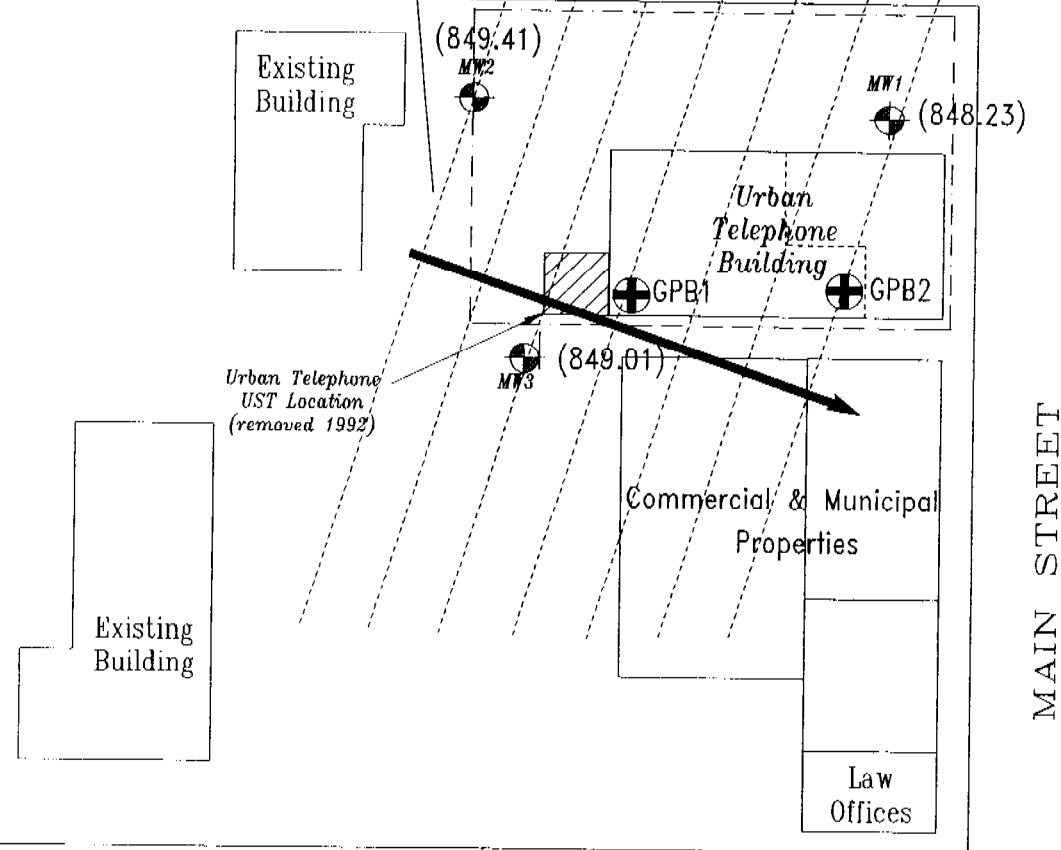 (849.41)
MW2
Existing
Building
MW1
(848.23)
Urban
Telephone
Building
GPB1
GPB2
(849.01)
MW3
Urban Telephone
UST Location
(removed 1992)
Commercial & Municipal
Properties
MAIN STREET
Existing
Building
Law
Offices